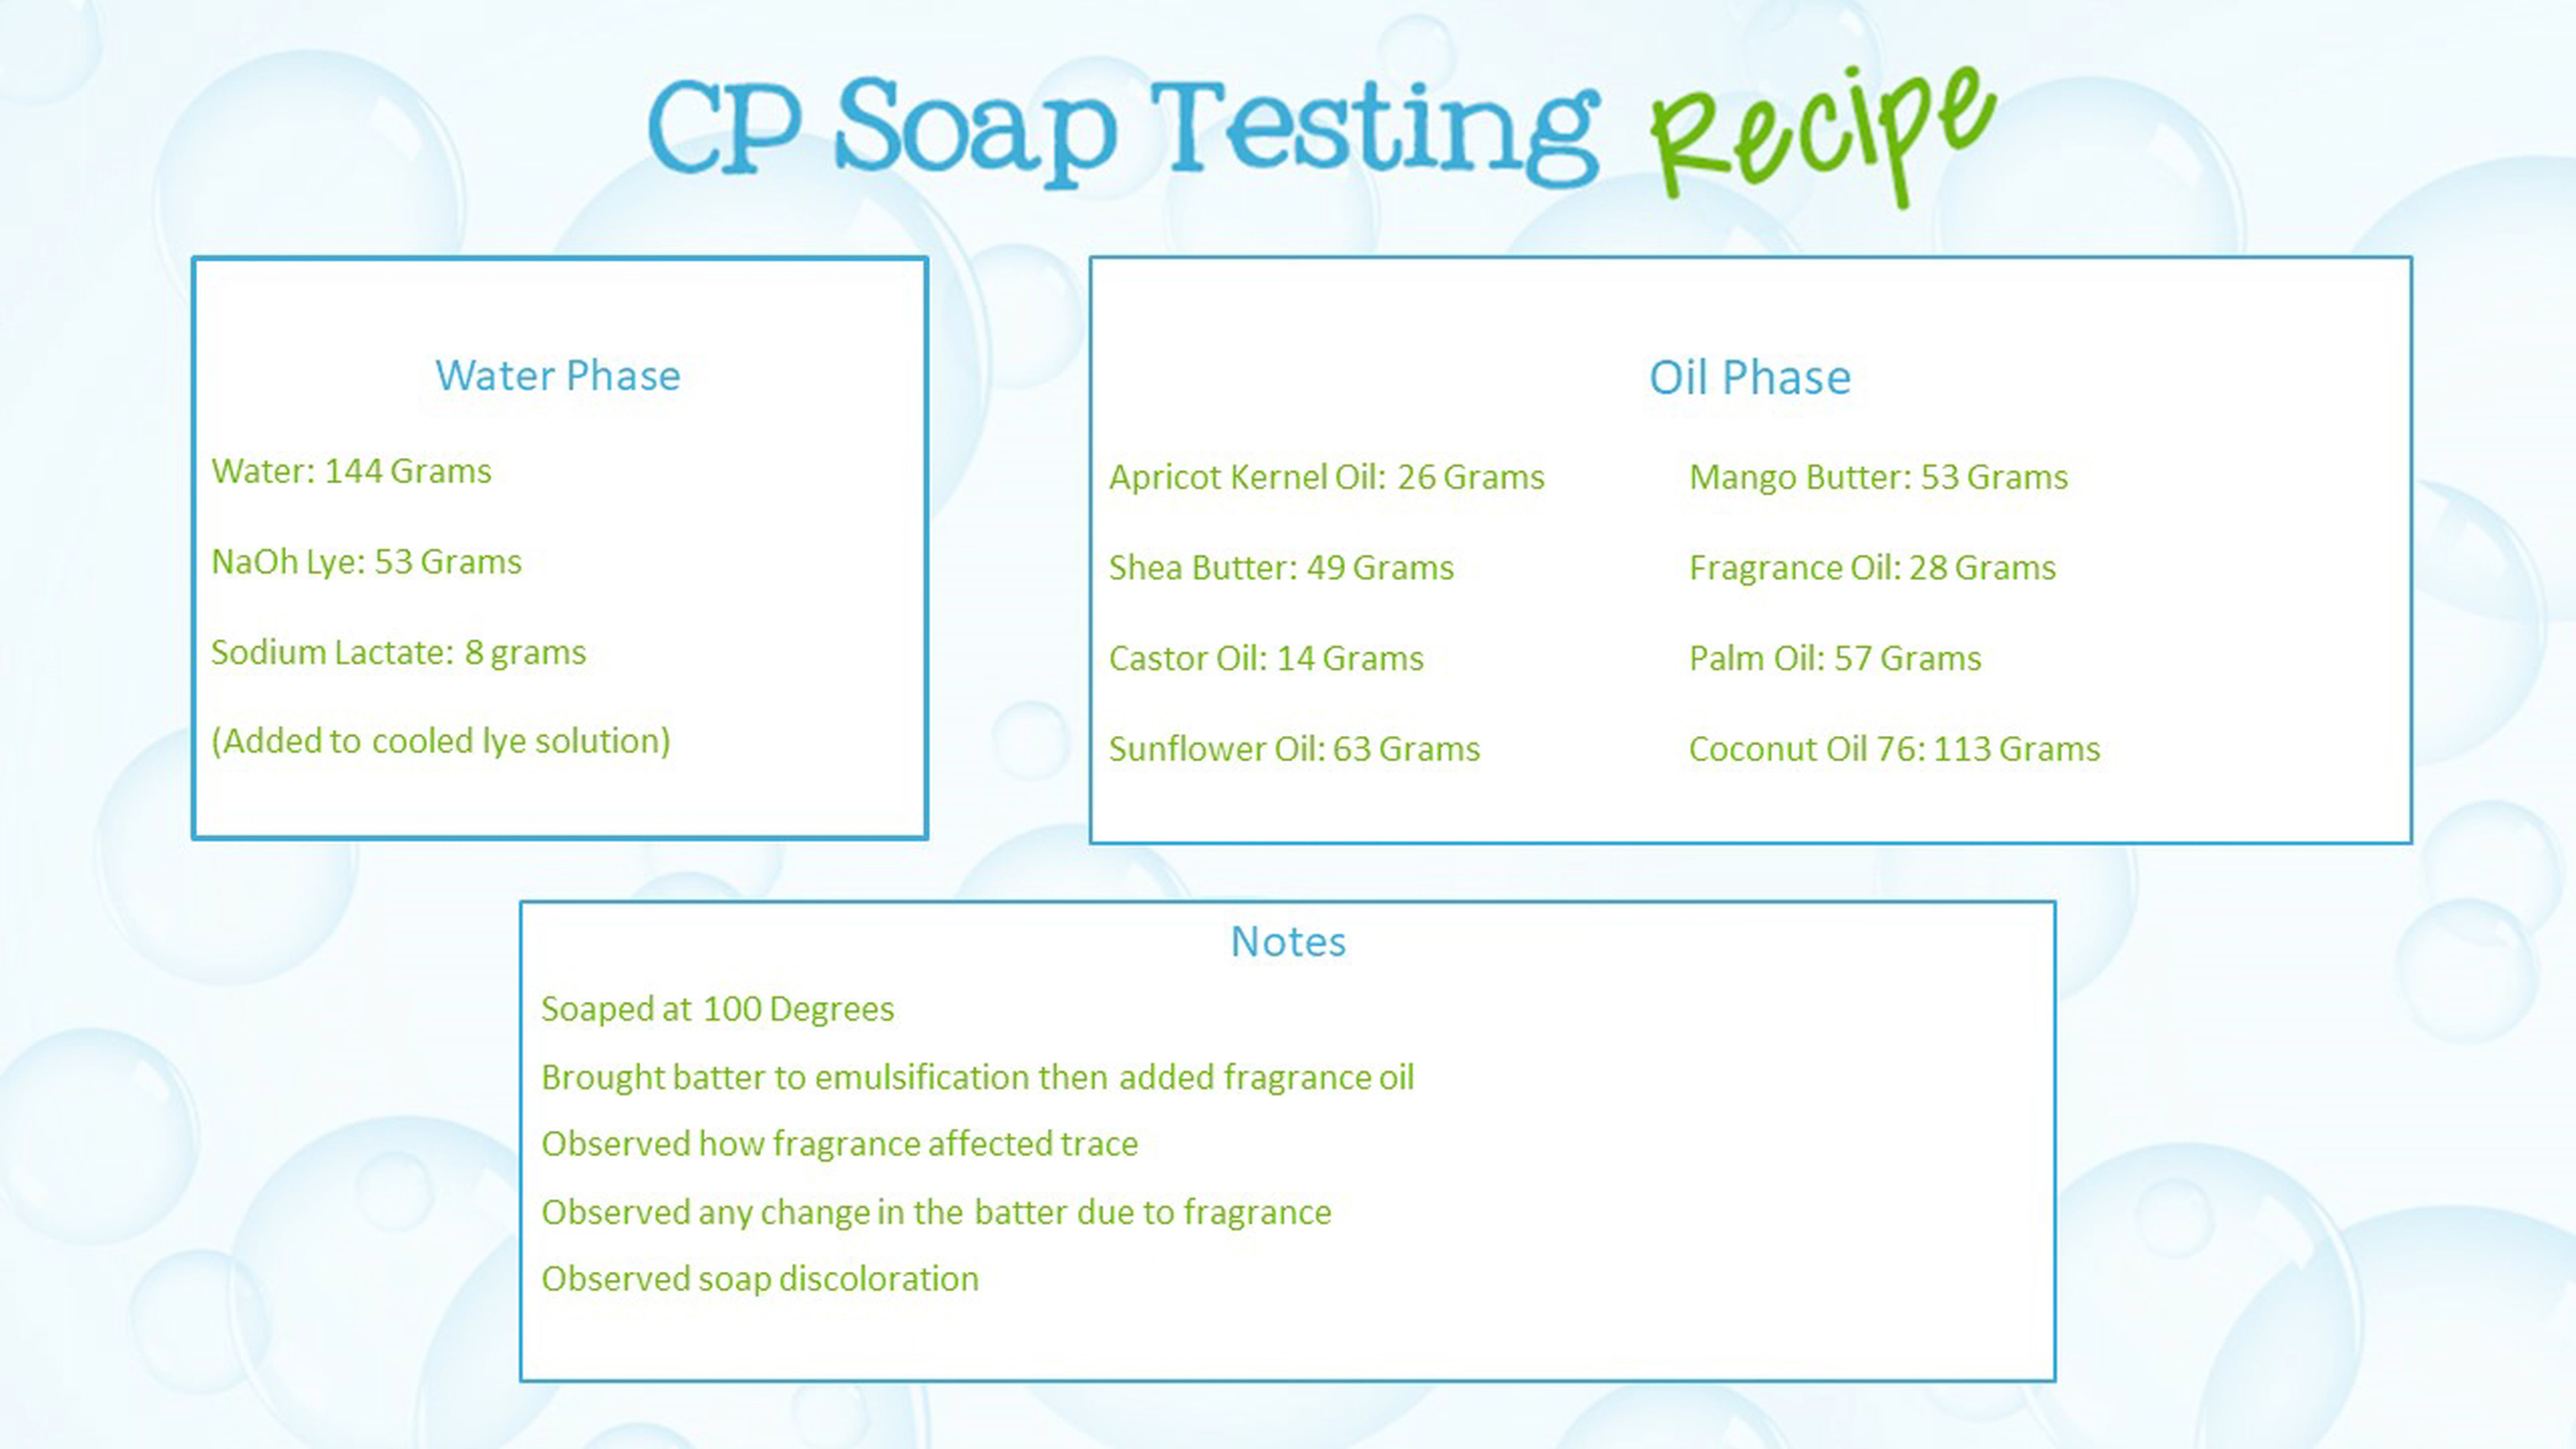 CP Soap Testing Recipe
Water Phase
Water: 144 Grams
NaOh Lye: 53 Grams
Sodium Lactate: 8 grams
(Added to cooled lye solution)
Oil Phase
Apricot Kernel Oil: 26 Grams
Shea Butter: 49 Grams
Castor Oil: 14 Grams
Sunflower Oil: 63 Grams
Mango Butter: 53 Grams
Fragrance Oil: 28 Grams
Palm Oil: 57 Grams
Coconut Oil 76: 113 Grams
Notes
Soaped at 100 Degrees
Brought batter to emulsification then added fragrance oil
Observed how fragrance affected trace
Observed any change in the batter due to fragrance
Observed soap discoloration